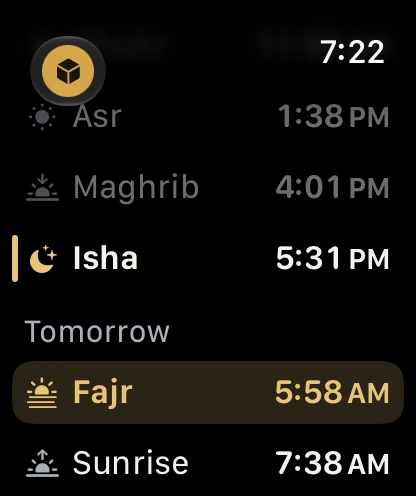 7:22
Asr 1:38 PM
Maghrib 4:01 PM
Isha 5:31 PM
Tomorrow
Fajr 5:58 AM
Sunrise 7:38 AM